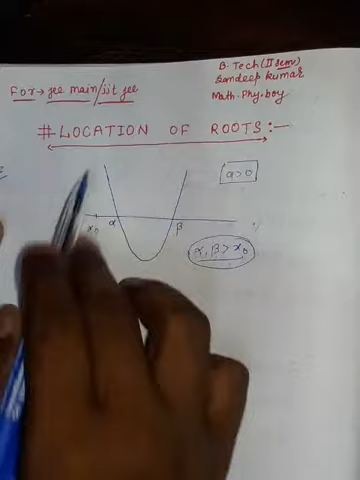 B. Tech (II sem)
Sandeep kumar
Math. Phy. boy
For → jee main/iit jee
# LOCATION OF ROOTS :-
a>0
x₀ α β
α, β > x₀